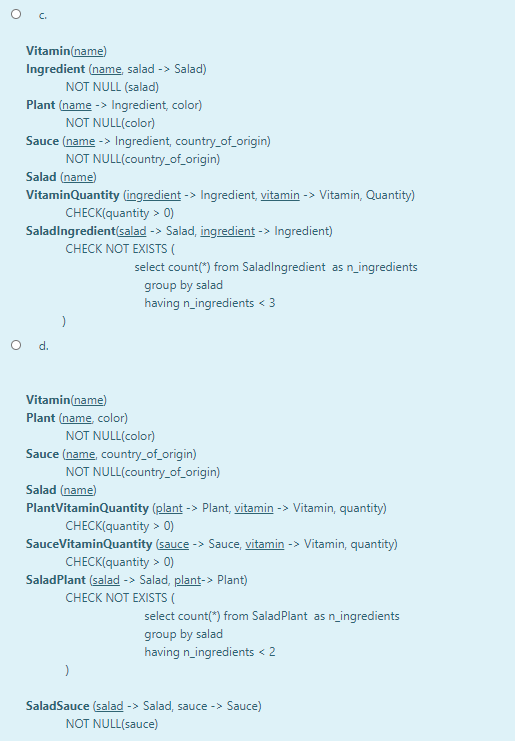 c.
Vitamin(name)
Ingredient (name, salad -> Salad)
NOT NULL (salad)
Plant (name -> Ingredient, color)
NOT NULL(color)
Sauce (name -> Ingredient, country_of_origin)
NOT NULL(country_of_origin)
Salad (name)
VitaminQuantity (ingredient -> Ingredient, vitamin -> Vitamin, Quantity)
CHECK(quantity > 0)
SaladIngredient(salad -> Salad, ingredient -> Ingredient)
CHECK NOT EXISTS (
select count(*) from SaladIngredient as n_ingredients
group by salad
having n_ingredients < 3
)
d.
Vitamin(name)
Plant (name, color)
NOT NULL(color)
Sauce (name, country_of_origin)
NOT NULL(country_of_origin)
Salad (name)
PlantVitaminQuantity (plant -> Plant, vitamin -> Vitamin, quantity)
CHECK(quantity > 0)
SauceVitaminQuantity (sauce -> Sauce, vitamin -> Vitamin, quantity)
CHECK(quantity > 0)
SaladPlant (salad -> Salad, plant-> Plant)
CHECK NOT EXISTS (
select count(*) from SaladPlant as n_ingredients
group by salad
having n_ingredients < 2
)
SaladSauce (salad -> Salad, sauce -> Sauce)
NOT NULL(sauce)